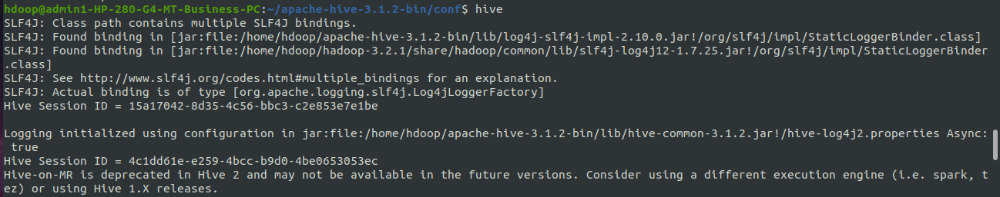 hdoop@admin1-HP-280-G4-MT-Business-PC:~/apache-hive-3.1.2-bin/conf$ hive
SLF4J: Class path contains multiple SLF4J bindings.
SLF4J: Found binding in [jar:file:/home/hdoop/apache-hive-3.1.2-bin/lib/log4j-slf4j-impl-2.10.0.jar!/org/slf4j/impl/StaticLoggerBinder.class]
SLF4J: Found binding in [jar:file:/home/hdoop/hadoop-3.2.1/share/hadoop/common/lib/slf4j-log4j12-1.7.25.jar!/org/slf4j/impl/StaticLoggerBinder
.class]
SLF4J: See http://www.slf4j.org/codes.html#multiple_bindings for an explanation.
SLF4J: Actual binding is of type [org.apache.logging.slf4j.Log4jLoggerFactory]
Hive Session ID = 15a17042-8d35-4c56-bbc3-c2e853e7e1be
Logging initialized using configuration in jar:file:/home/hdoop/apache-hive-3.1.2-bin/lib/hive-common-3.1.2.jar!/hive-log4j2.properties Async:
true
Hive Session ID = 4c1dd61e-e259-4bcc-b9d0-4be0653053ec
Hive-on-MR is deprecated in Hive 2 and may not be available in the future versions. Consider using a different execution engine (i.e. spark, t
ez) or using Hive 1.X releases.